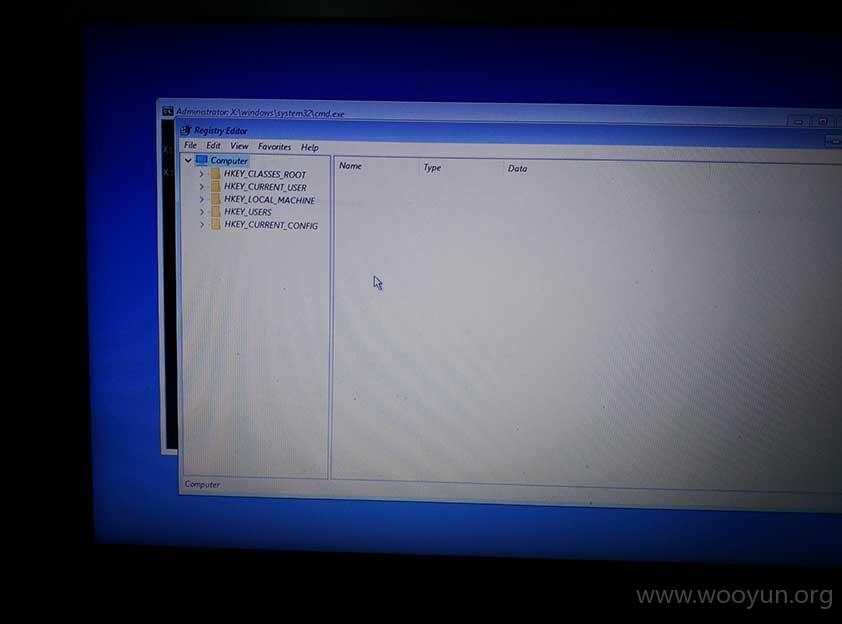 Administrator: X:\windows\system32\cmd.exe
Registry Editor
File Edit View Favorites Help
Computer
Name Type Data
HKEY_CLASSES_ROOT
HKEY_CURRENT_USER
HKEY_LOCAL_MACHINE
HKEY_USERS
HKEY_CURRENT_CONFIG
X:
X:
Computer
www.wooyun.org